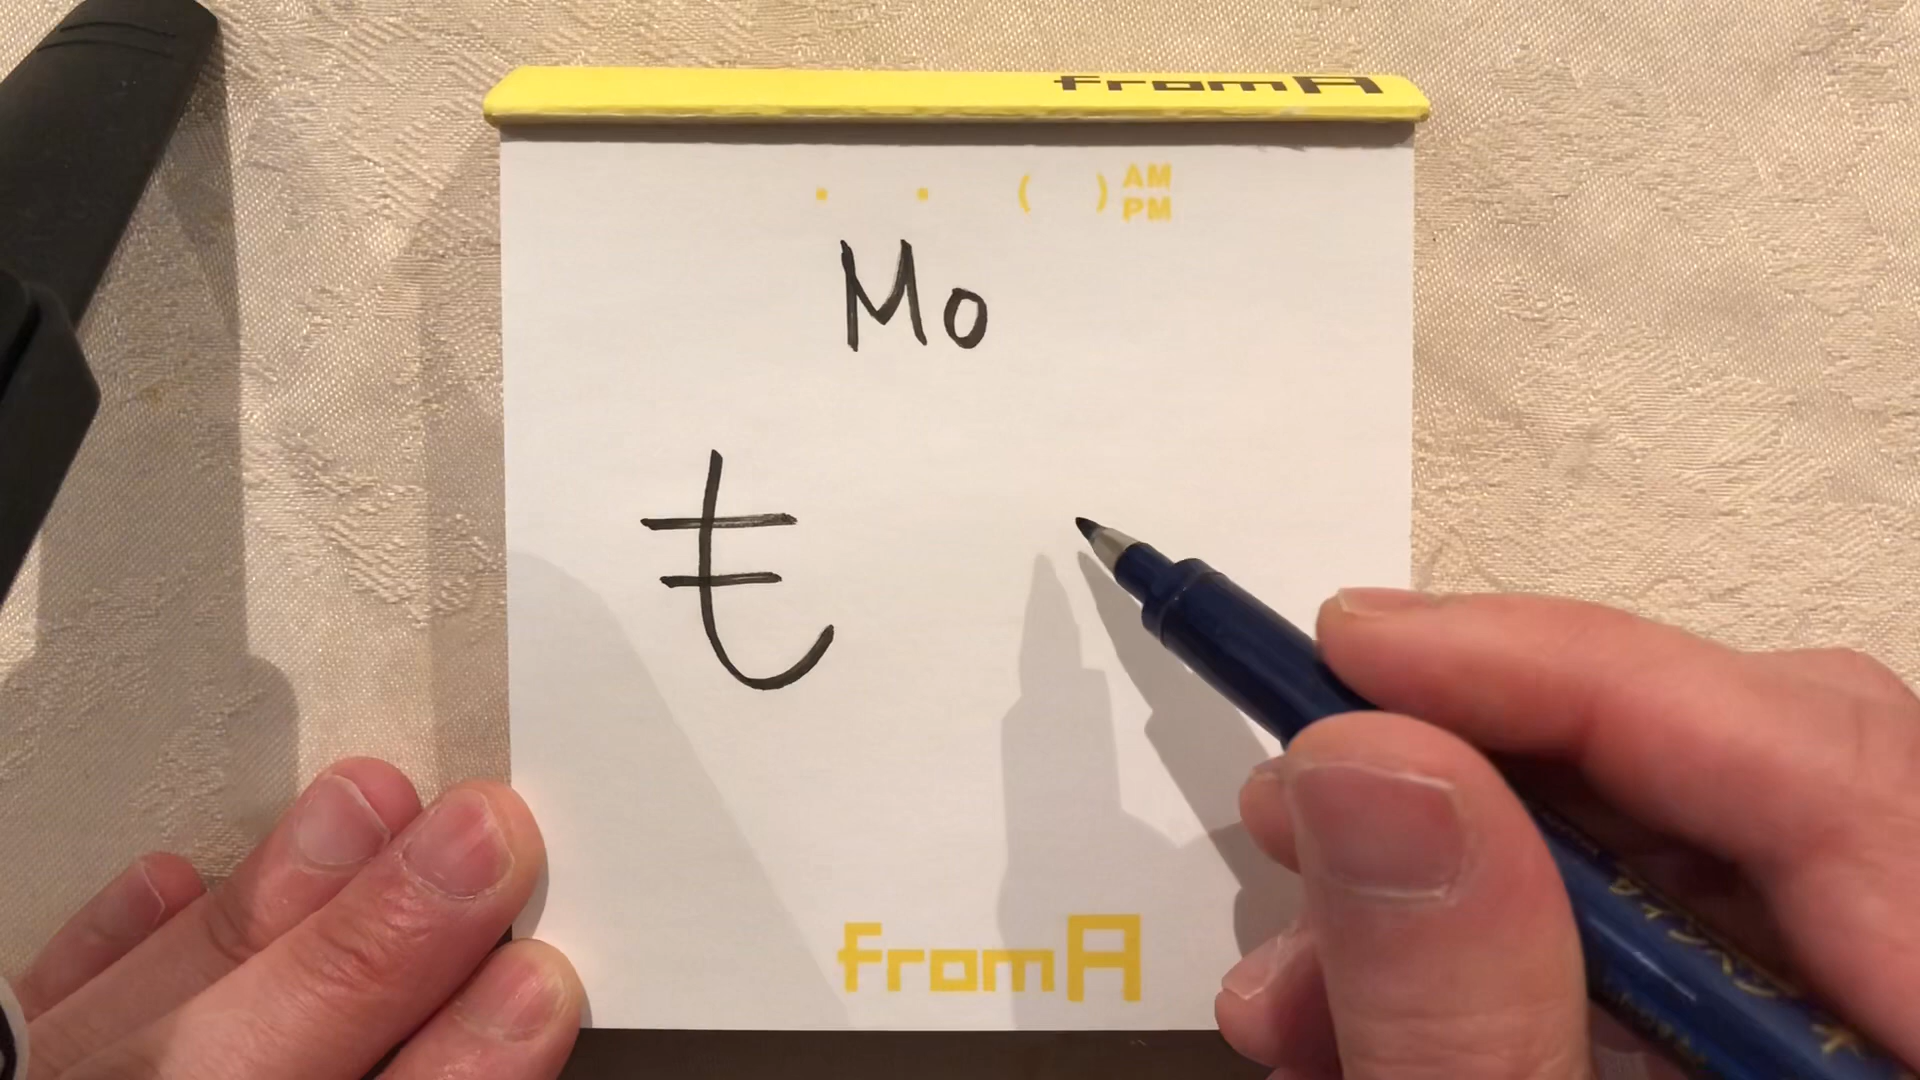 fromA
. . ( ) AM
PM
Mo
も
fromA